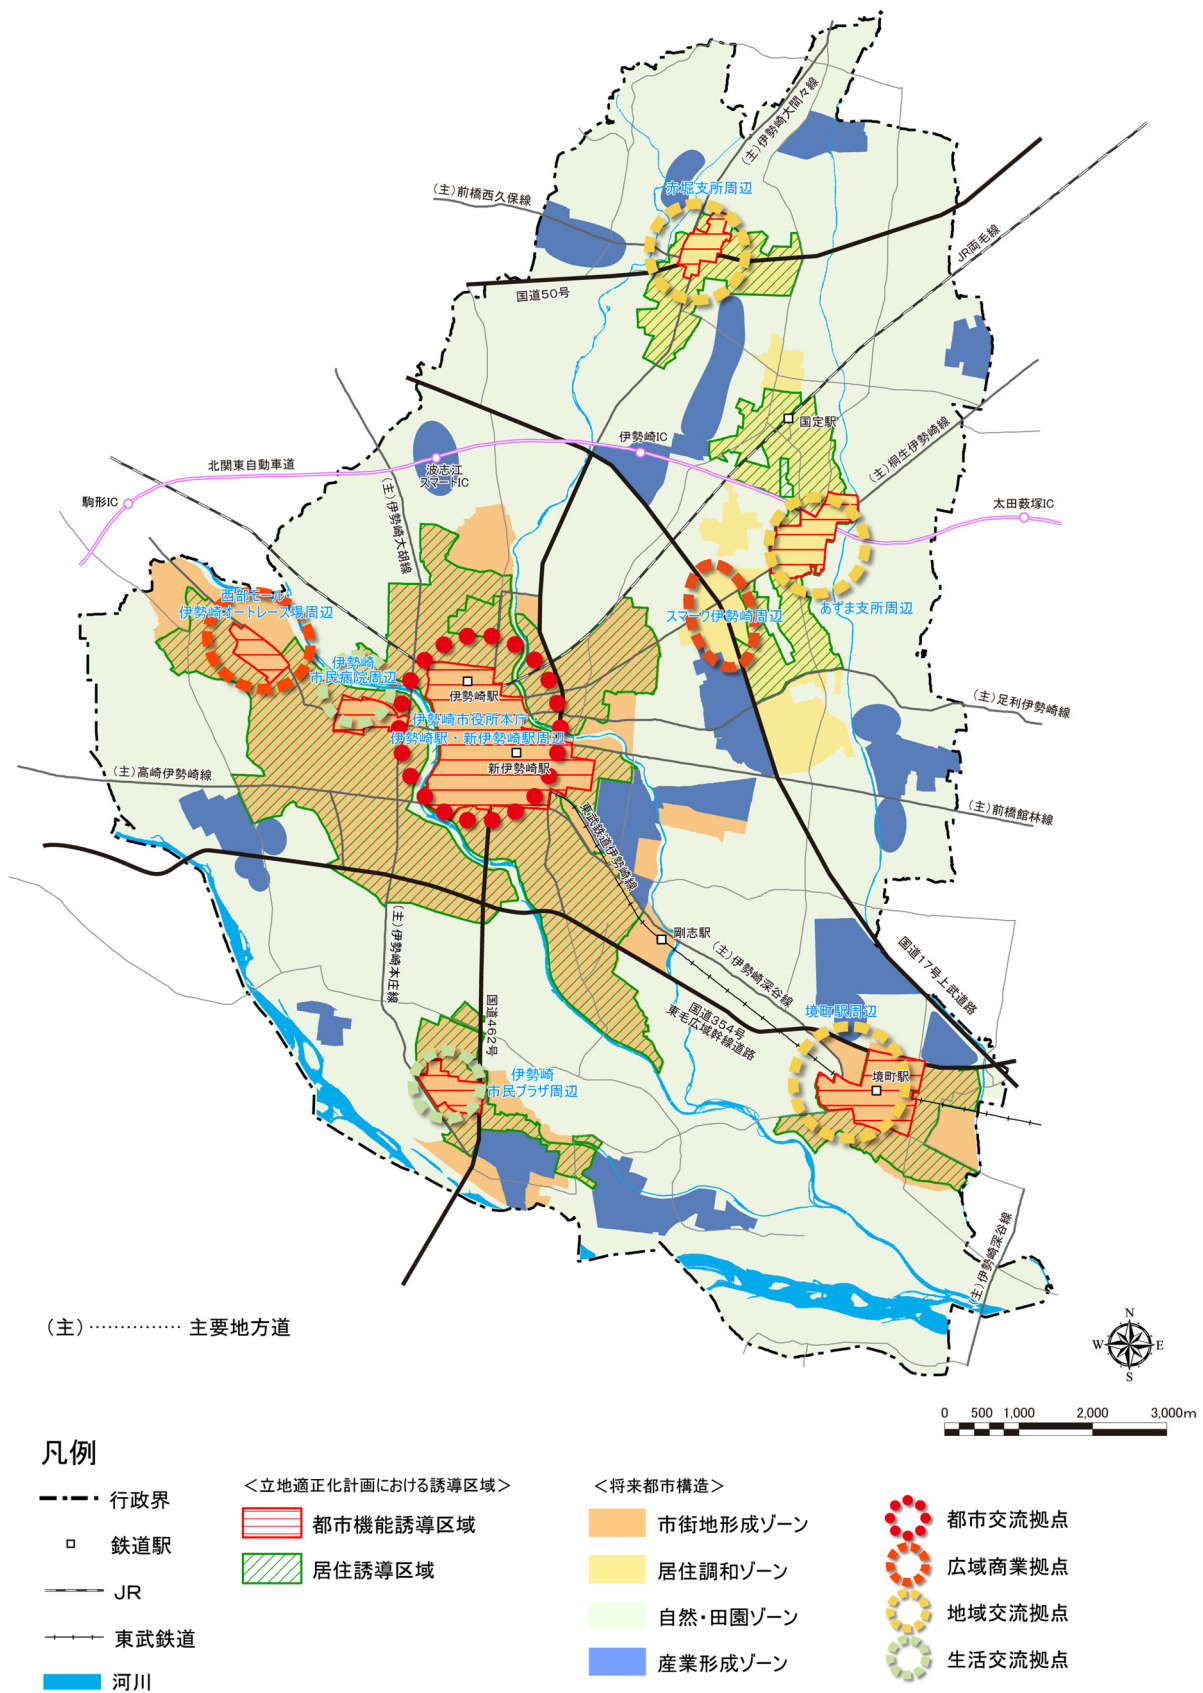 (主)伊勢崎大間々線
赤堀支所周辺
(主)前橋西久保線
JR両毛線
国道50号
国定駅
伊勢崎IC
(主)桐生伊勢崎線
北関東自動車道
波志江
スマートIC
駒形IC
太田藪塚IC
(主)伊勢崎大胡線
西部モール・
伊勢崎オートレース場周辺
スマーク伊勢崎周辺
あずま支所周辺
伊勢崎
市民病院周辺
伊勢崎駅
伊勢崎市役所本庁・
伊勢崎駅・新伊勢崎駅周辺
新伊勢崎駅
(主)足利伊勢崎線
(主)高崎伊勢崎線
(主)前橋館林線
東武鉄道伊勢崎線
剛志駅
(主)伊勢崎本庄線
(主)伊勢崎深谷線
国道17号上武道路
国道462号
国道354号
東毛広域幹線道路
境町駅周辺
境町駅
伊勢崎
市民プラザ周辺
(主)伊勢崎深谷線
(主)……………主要地方道
N
W E
S
0 500 1,000 2,000 3,000m
凡例
行政界
鉄道駅
JR
東武鉄道
河川
<立地適正化計画における誘導区域>
都市機能誘導区域
居住誘導区域
<将来都市構造>
市街地形成ゾーン
居住調和ゾーン
自然・田園ゾーン
産業形成ゾーン
都市交流拠点
広域商業拠点
地域交流拠点
生活交流拠点